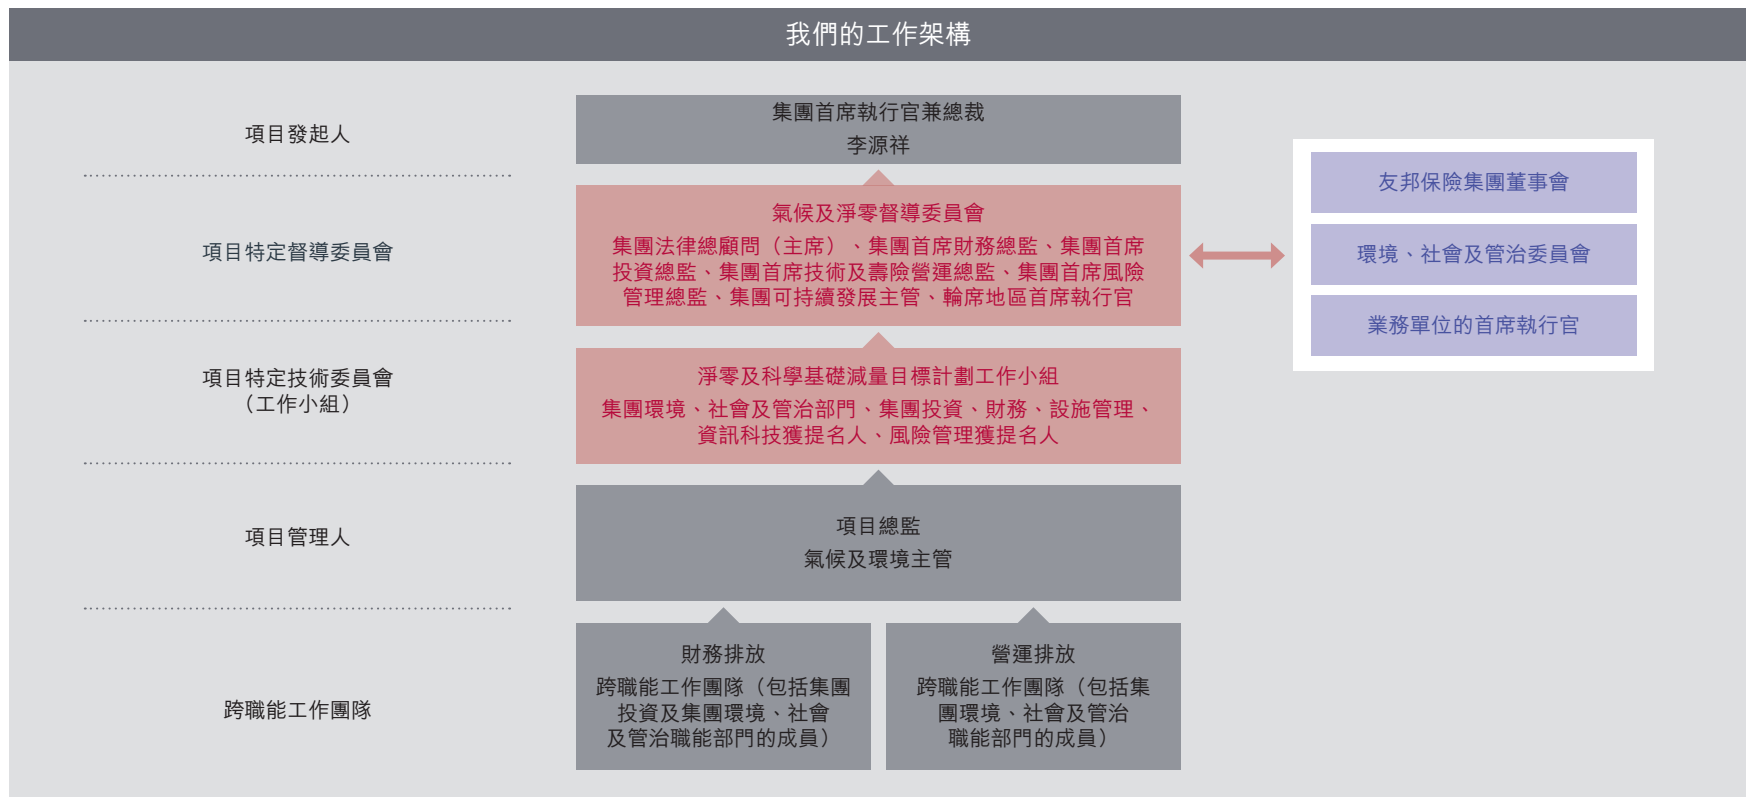 我們的工作架構
項目發起人
集團首席執行官兼總裁
李源祥
項目特定督導委員會
氣候及淨零督導委員會
集團法律總顧問（主席）、集團首席財務總監、集團首席
投資總監、集團首席技術及壽險營運總監、集團首席風險
管理總監、集團可持續發展主管、輪席地區首席執行官
友邦保險集團董事會
環境、社會及管治委員會
業務單位的首席執行官
項目特定技術委員會
（工作小組）
淨零及科學基礎減量目標計劃工作小組
集團環境、社會及管治部門、集團投資、財務、設施管理、
資訊科技獲提名人、風險管理獲提名人
項目管理人
項目總監
氣候及環境主管
跨職能工作團隊
財務排放
跨職能工作團隊（包括集團
投資及集團環境、社會
及管治職能部門的成員）
營運排放
跨職能工作團隊（包括集
團環境、社會及管治
職能部門的成員）